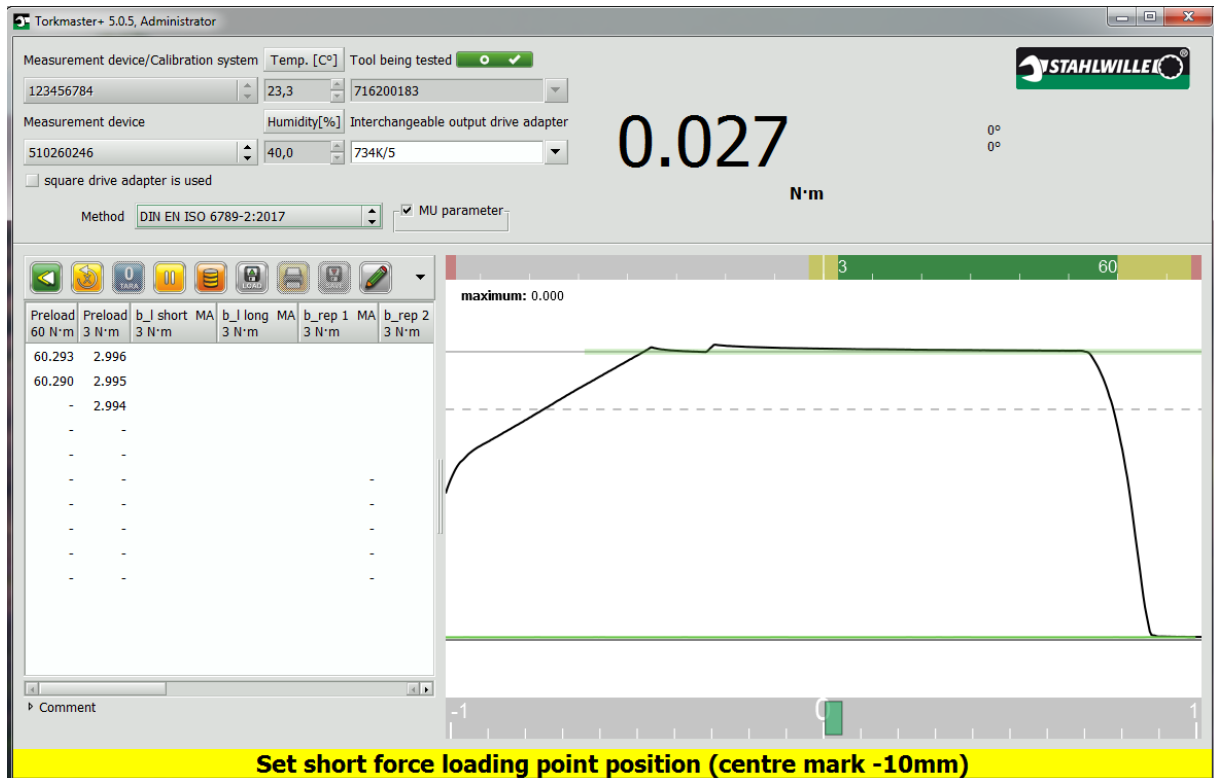 Torkmaster+ 5.0.5, Administrator
Measurement device/Calibration system Temp. [C°] Tool being tested
123456784 23,3 716200183
STAHLWILLE®
Measurement device Humidity[%] Interchangeable output drive adapter
510260246 40,0 734K/5
0.027
0°
0°
N·m
square drive adapter is used
Method DIN EN ISO 6789-2:2017 MU parameter
0
TARA LOAD SAVE
3 60
maximum: 0.000
Preload Preload b_l short MA b_l long MA b_rep 1 MA b_rep 2
60 N·m 3 N·m 3 N·m 3 N·m 3 N·m 3 N·m
60.293 2.996
60.290 2.995
- 2.994
- -
- -
- - -
- - -
- - -
- - -
- - -
Comment
-1 0 1
Set short force loading point position (centre mark -10mm)